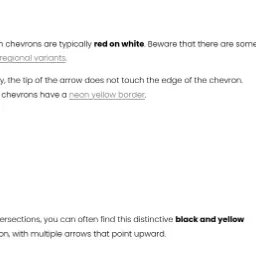 chevrons are typically red on white. Beware that there are some
regional variants.
, the tip of the arrow does not touch the edge of the chevron.
chevrons have a neon yellow border.
ersections, you can often find this distinctive black and yellow
on, with multiple arrows that point upward.